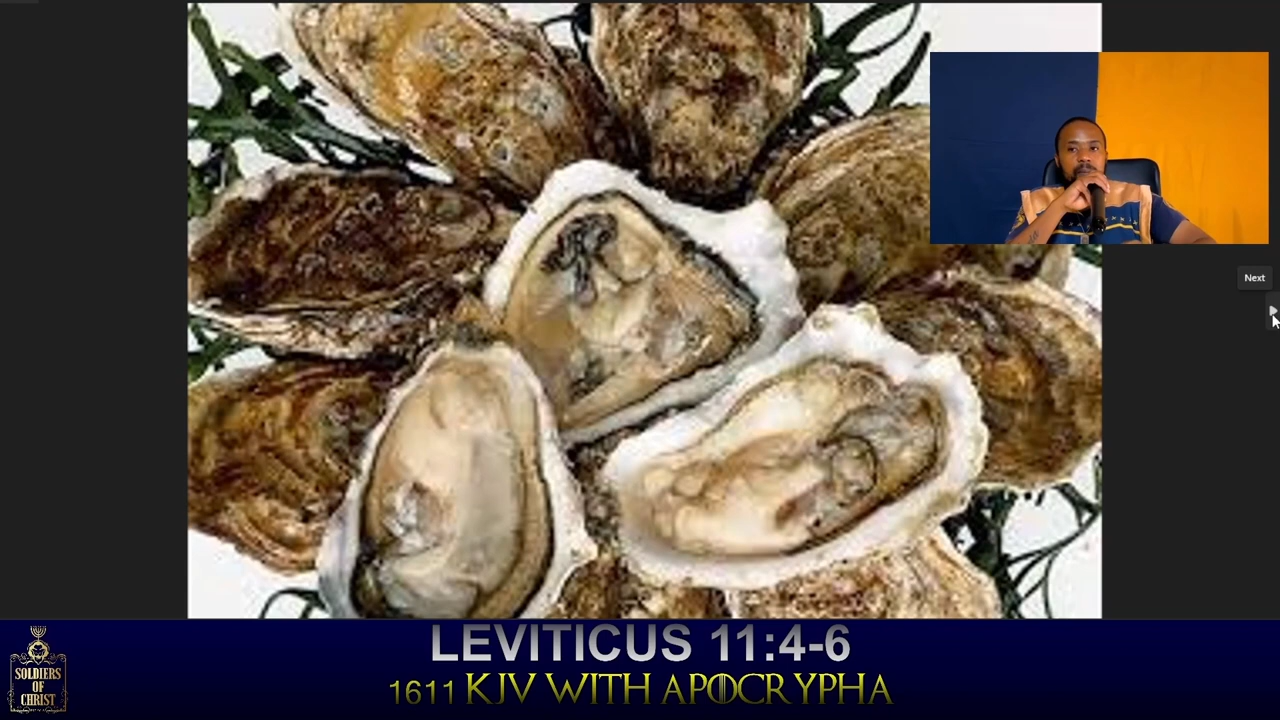 Next
LEVITICUS 11:4-6
1611 KJV WITH APOCRYPHA
SOLDIERS
OF
CHRIST